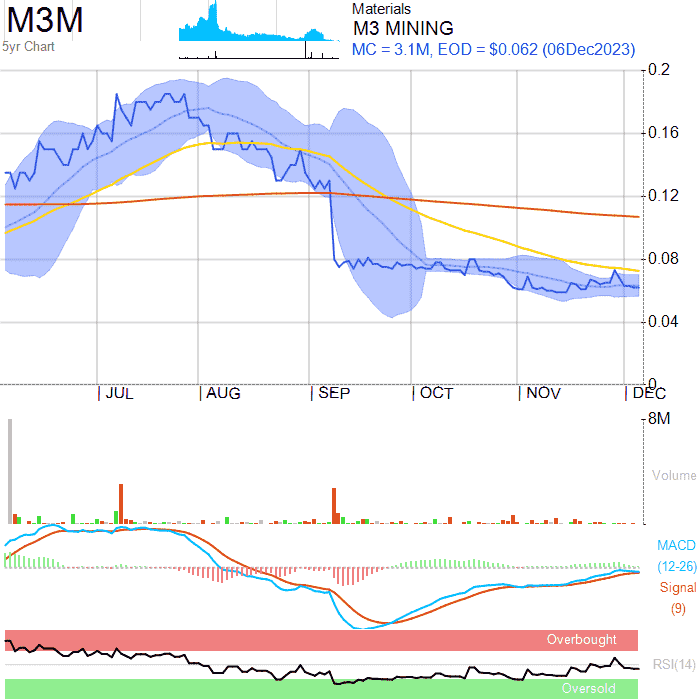 M3M
5yr Chart
Materials
M3 MINING
MC = 3.1M, EOD = $0.062 (06Dec2023)
0.2
0.16
0.12
0.08
0.04
0
JUL AUG SEP OCT NOV DEC
8M
Volume
MACD
(12-26)
Signal
(9)
Overbought
RSI(14)
Oversold